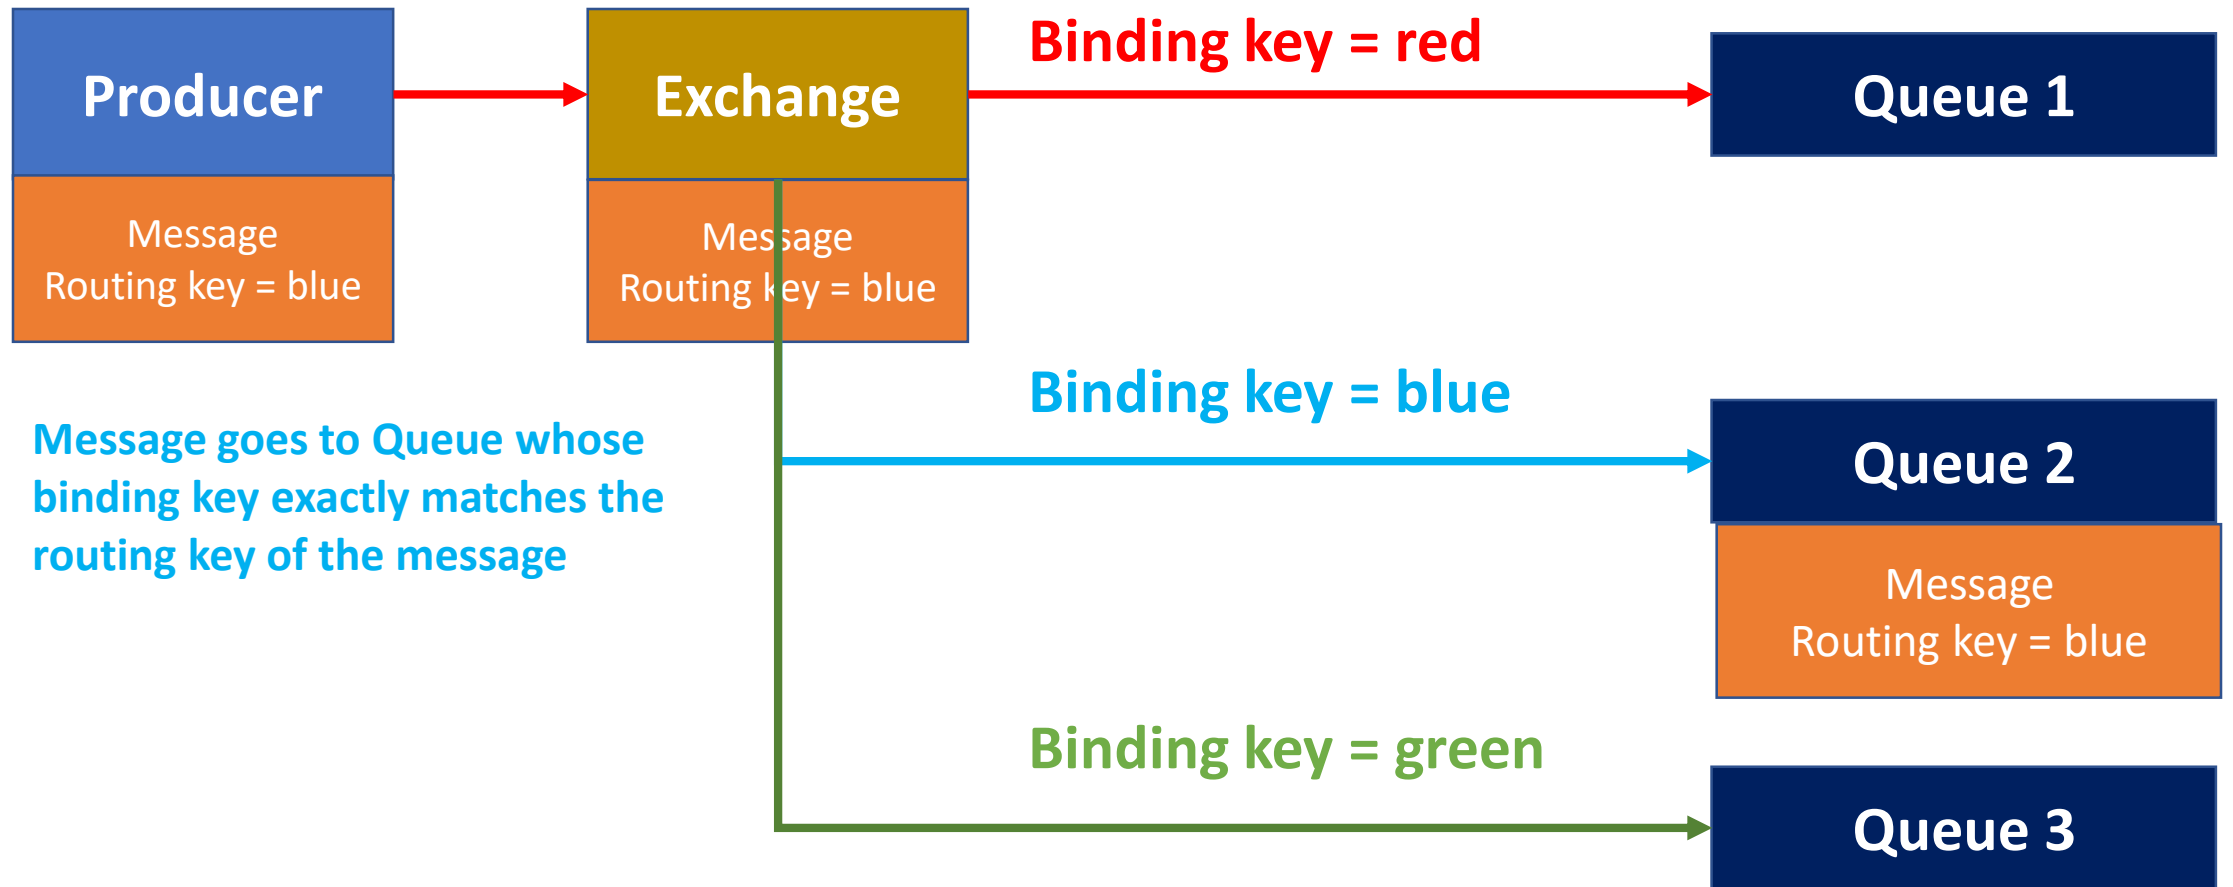 Producer
Message
Routing key = blue
Exchange
Message
Routing key = blue
Binding key = red
Queue 1
Message goes to Queue whose
binding key exactly matches the
routing key of the message
Binding key = blue
Queue 2
Message
Routing key = blue
Binding key = green
Queue 3